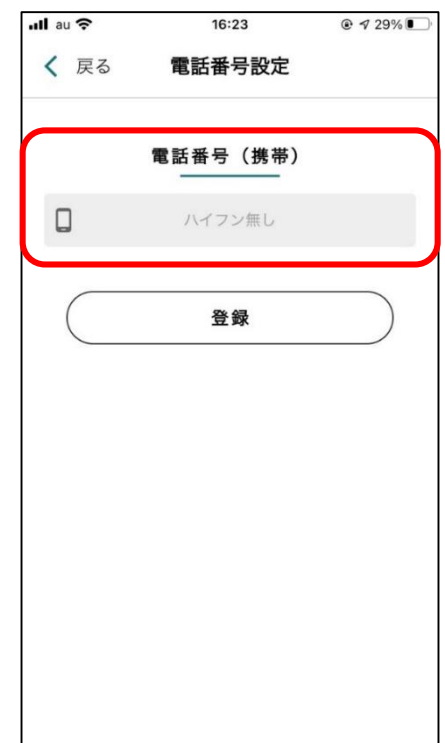 au 16:23 29%
戻る 電話番号設定
電話番号（携帯）
ハイフン無し
登録